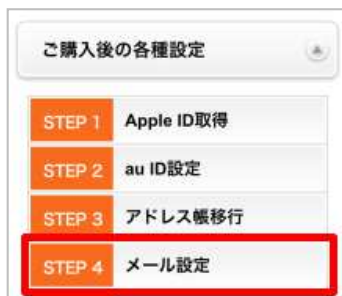 ご購入後の各種設定
STEP 1 Apple ID取得
STEP 2 au ID設定
STEP 3 アドレス帳移行
STEP 4 メール設定